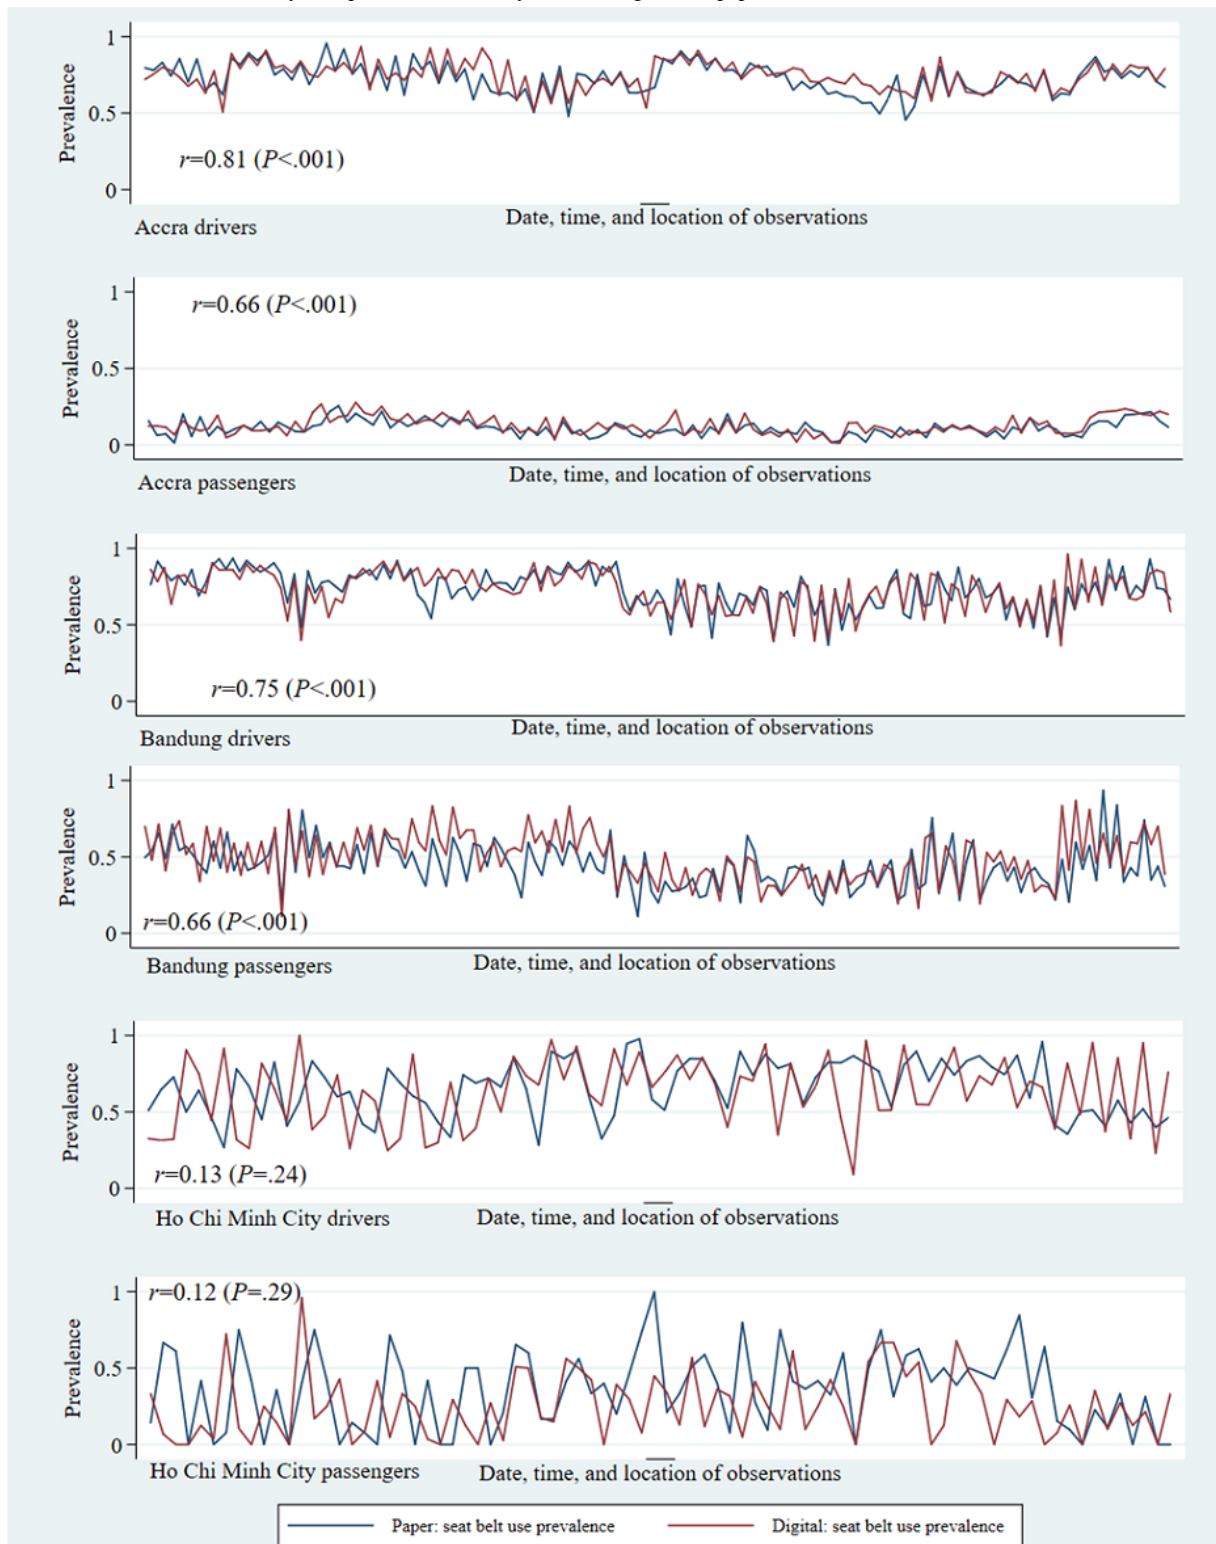 1
Prevalence
0.5
r=0.81 (P<.001)
0
Date, time, and location of observations
Accra drivers
1
r=0.66 (P<.001)
Prevalence
0.5
0
Date, time, and location of observations
Accra passengers
1
Prevalence
0.5
r=0.75 (P<.001)
0
Date, time, and location of observations
Bandung drivers
1
Prevalence
0.5
r=0.66 (P<.001)
0
Bandung passengers
Date, time, and location of observations
1
Prevalence
0.5
r=0.13 (P=.24)
0
Ho Chi Minh City drivers
Date, time, and location of observations
1
r=0.12 (P=.29)
Prevalence
0.5
0
Ho Chi Minh City passengers
Date, time, and location of observations
Paper: seat belt use prevalence
Digital: seat belt use prevalence